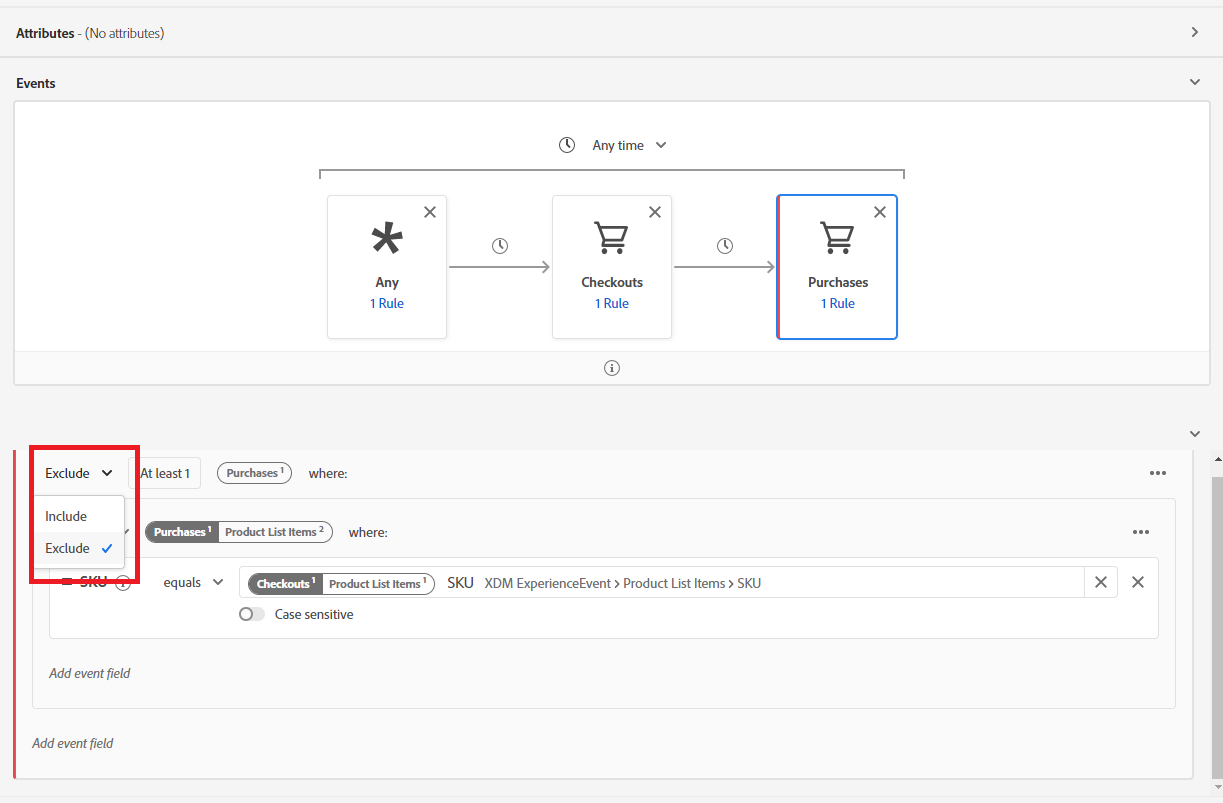 Attributes - (No attributes)
Events
Any time
Any Checkouts Purchases
1 Rule 1 Rule 1 Rule
Exclude At least 1 Purchases 1 where:
Include
Purchases 1 Product List Items 2 where:
Exclude
SKU equals Checkouts 1 Product List Items 1 SKU XDM ExperienceEvent > Product List Items > SKU
Case sensitive
Add event field
Add event field